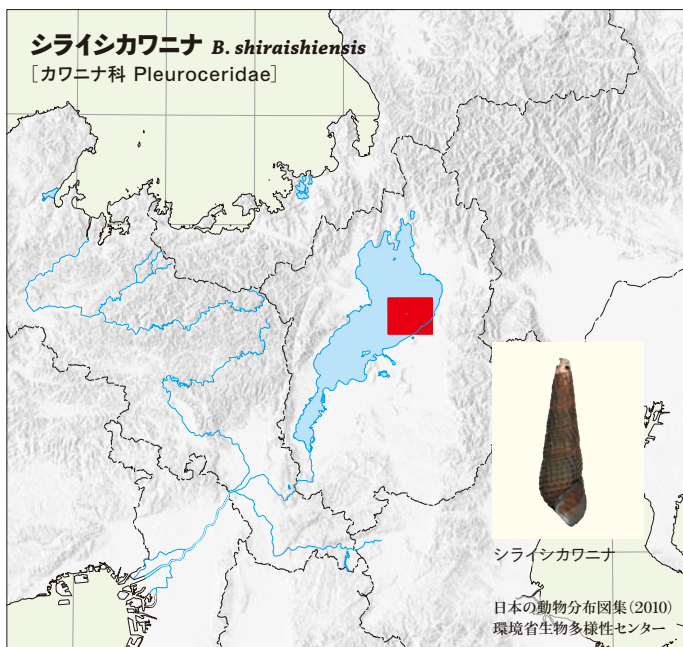 シライシカワニナ B. shiraishiensis
[カワニナ科 Pleuroceridae]
シライシカワニナ
日本の動物分布図集(2010)
環境省生物多様性センター